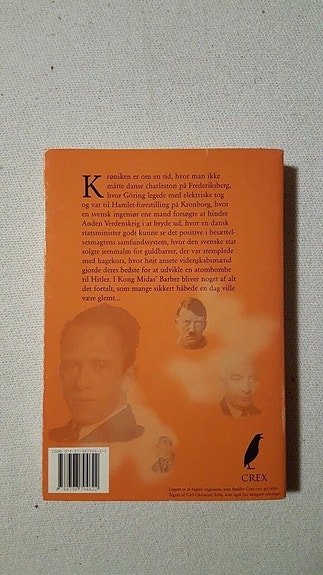 Krøniken er om en tid, hvor man ikke
måtte danse charleston på Frederiksberg,
hvor Göring legede med elektriske tog
og var til Hamlet-forestilling på Kronborg, hvor
en svensk ingeniør ene mand forsøgte at hindre
Anden Verdenskrig i at bryde ud, hvor en dansk
statsminister godt kunne se det positive i besættel-
sesmagtens samfundssystem, hvor den svenske stat
solgte jernmalm for guldbarrer, der var stemplede
med hagekors, hvor højt ansete videnskabsmænd
gjorde deres bedste for at udvikle en atombombe
til Hitler. I Kong Midas' Barber bliver noget af alt
det fortalt, som mange sikkert håbede en dag ville
være glemt...
CREX